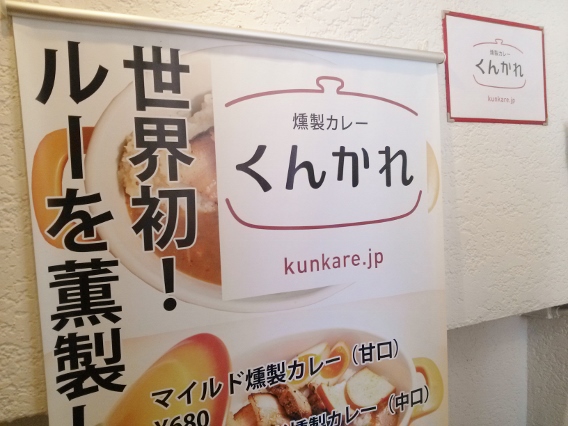 世界初！
ルーを薫製
燻製カレー
くんかれ
kunkare.jp
マイルド燻製カレー（甘口）
¥680
燻製カレー（中口）
燻製カレー
くんかれ
kunkare.jp